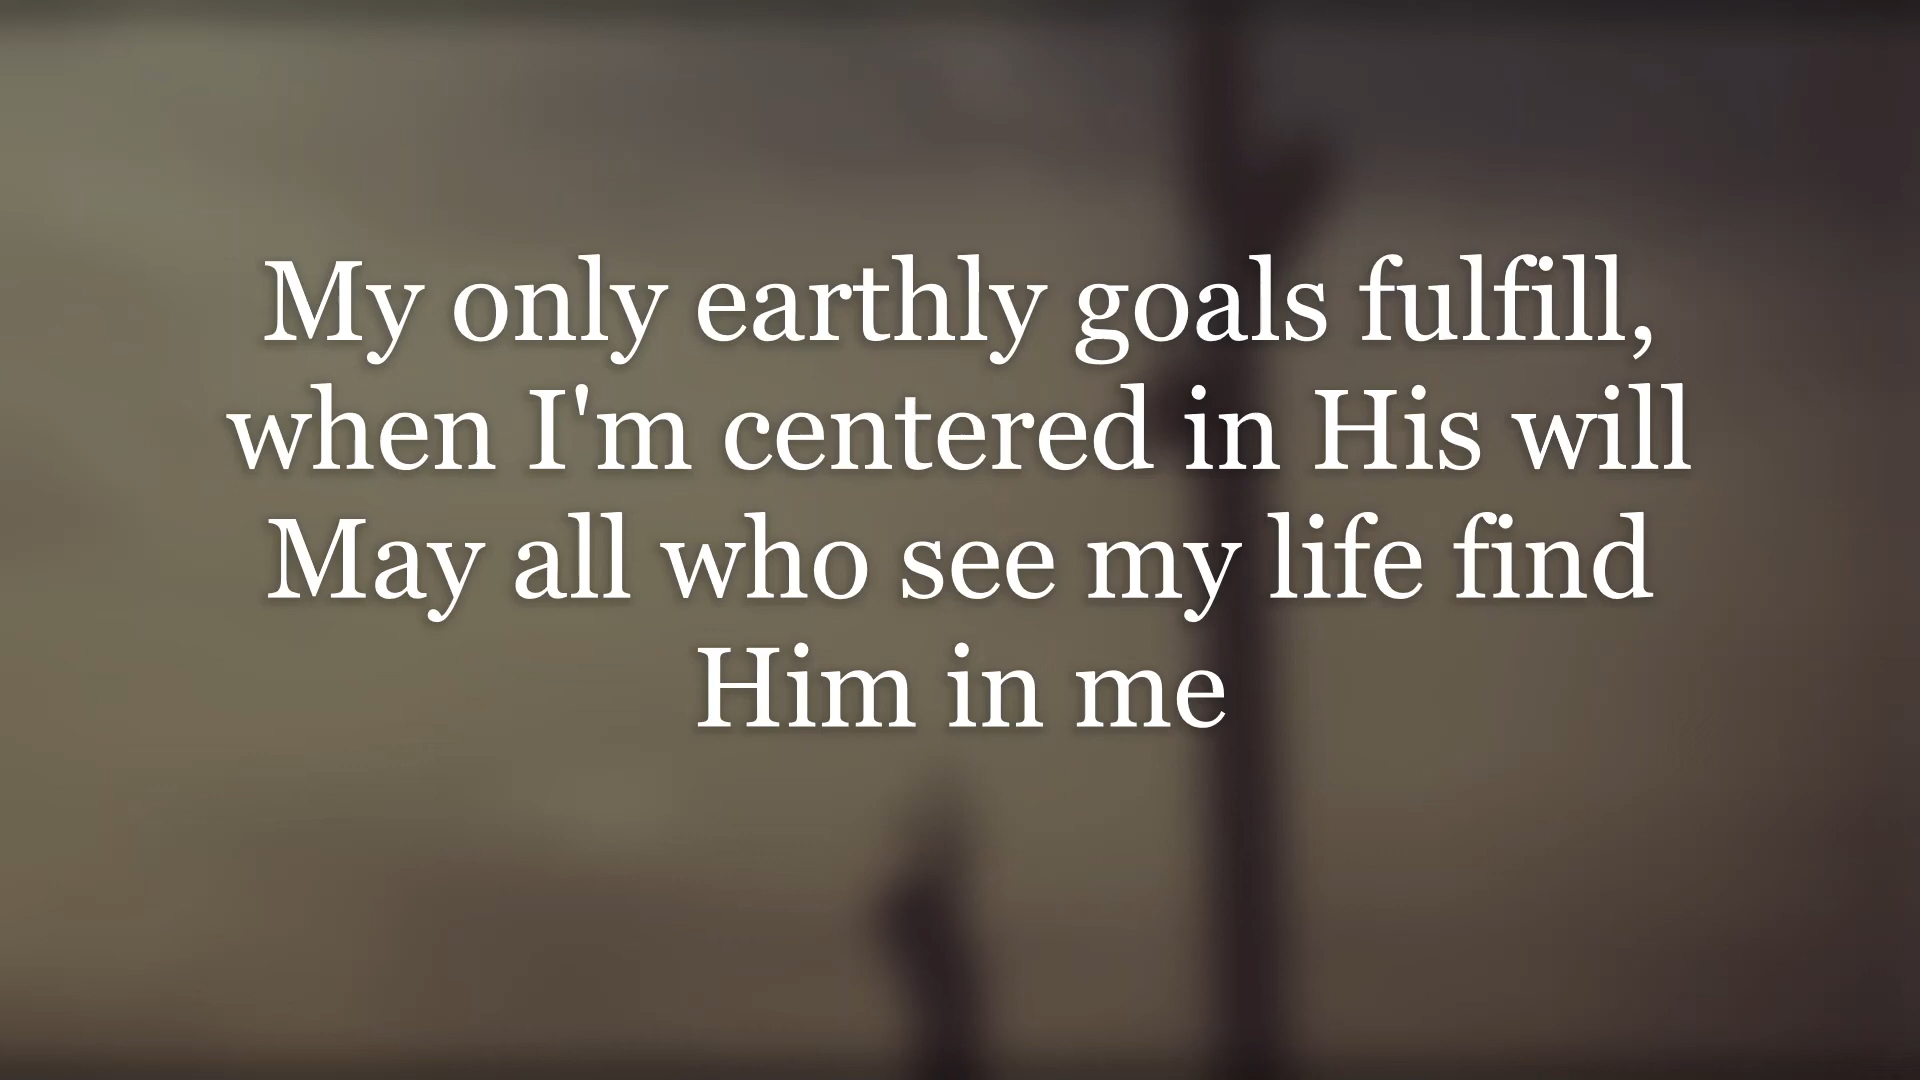 My only earthly goals fulfill,
when I'm centered in His will
May all who see my life find
Him in me